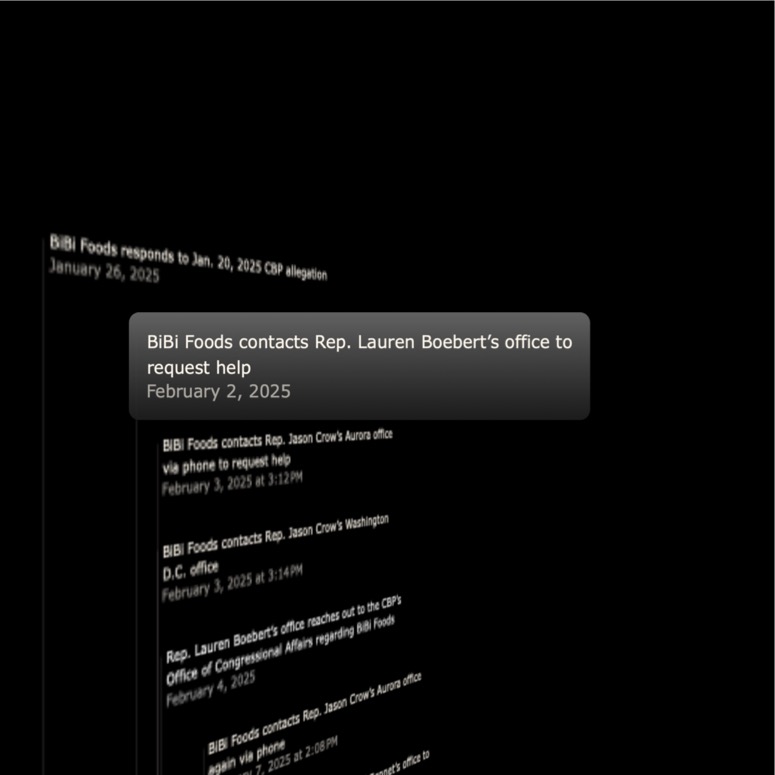 BiBi Foods responds to Jan. 20, 2025 CBP allegation
January 26, 2025
BiBi Foods contacts Rep. Lauren Boebert’s office to
request help
February 2, 2025
BiBi Foods contacts Rep. Jason Crow’s Aurora office
via phone to request help
February 3, 2025 at 3:12PM
BiBi Foods contacts Rep. Jason Crow’s Washington
D.C. office
February 3, 2025 at 3:14PM
Rep. Lauren Boebert’s office reaches out to the CBP’s
Office of Congressional Affairs regarding BiBi Foods
February 4, 2025
BiBi Foods contacts Rep. Jason Crow’s Aurora office
again via phone
7, 2025 at 2:08PM
office to